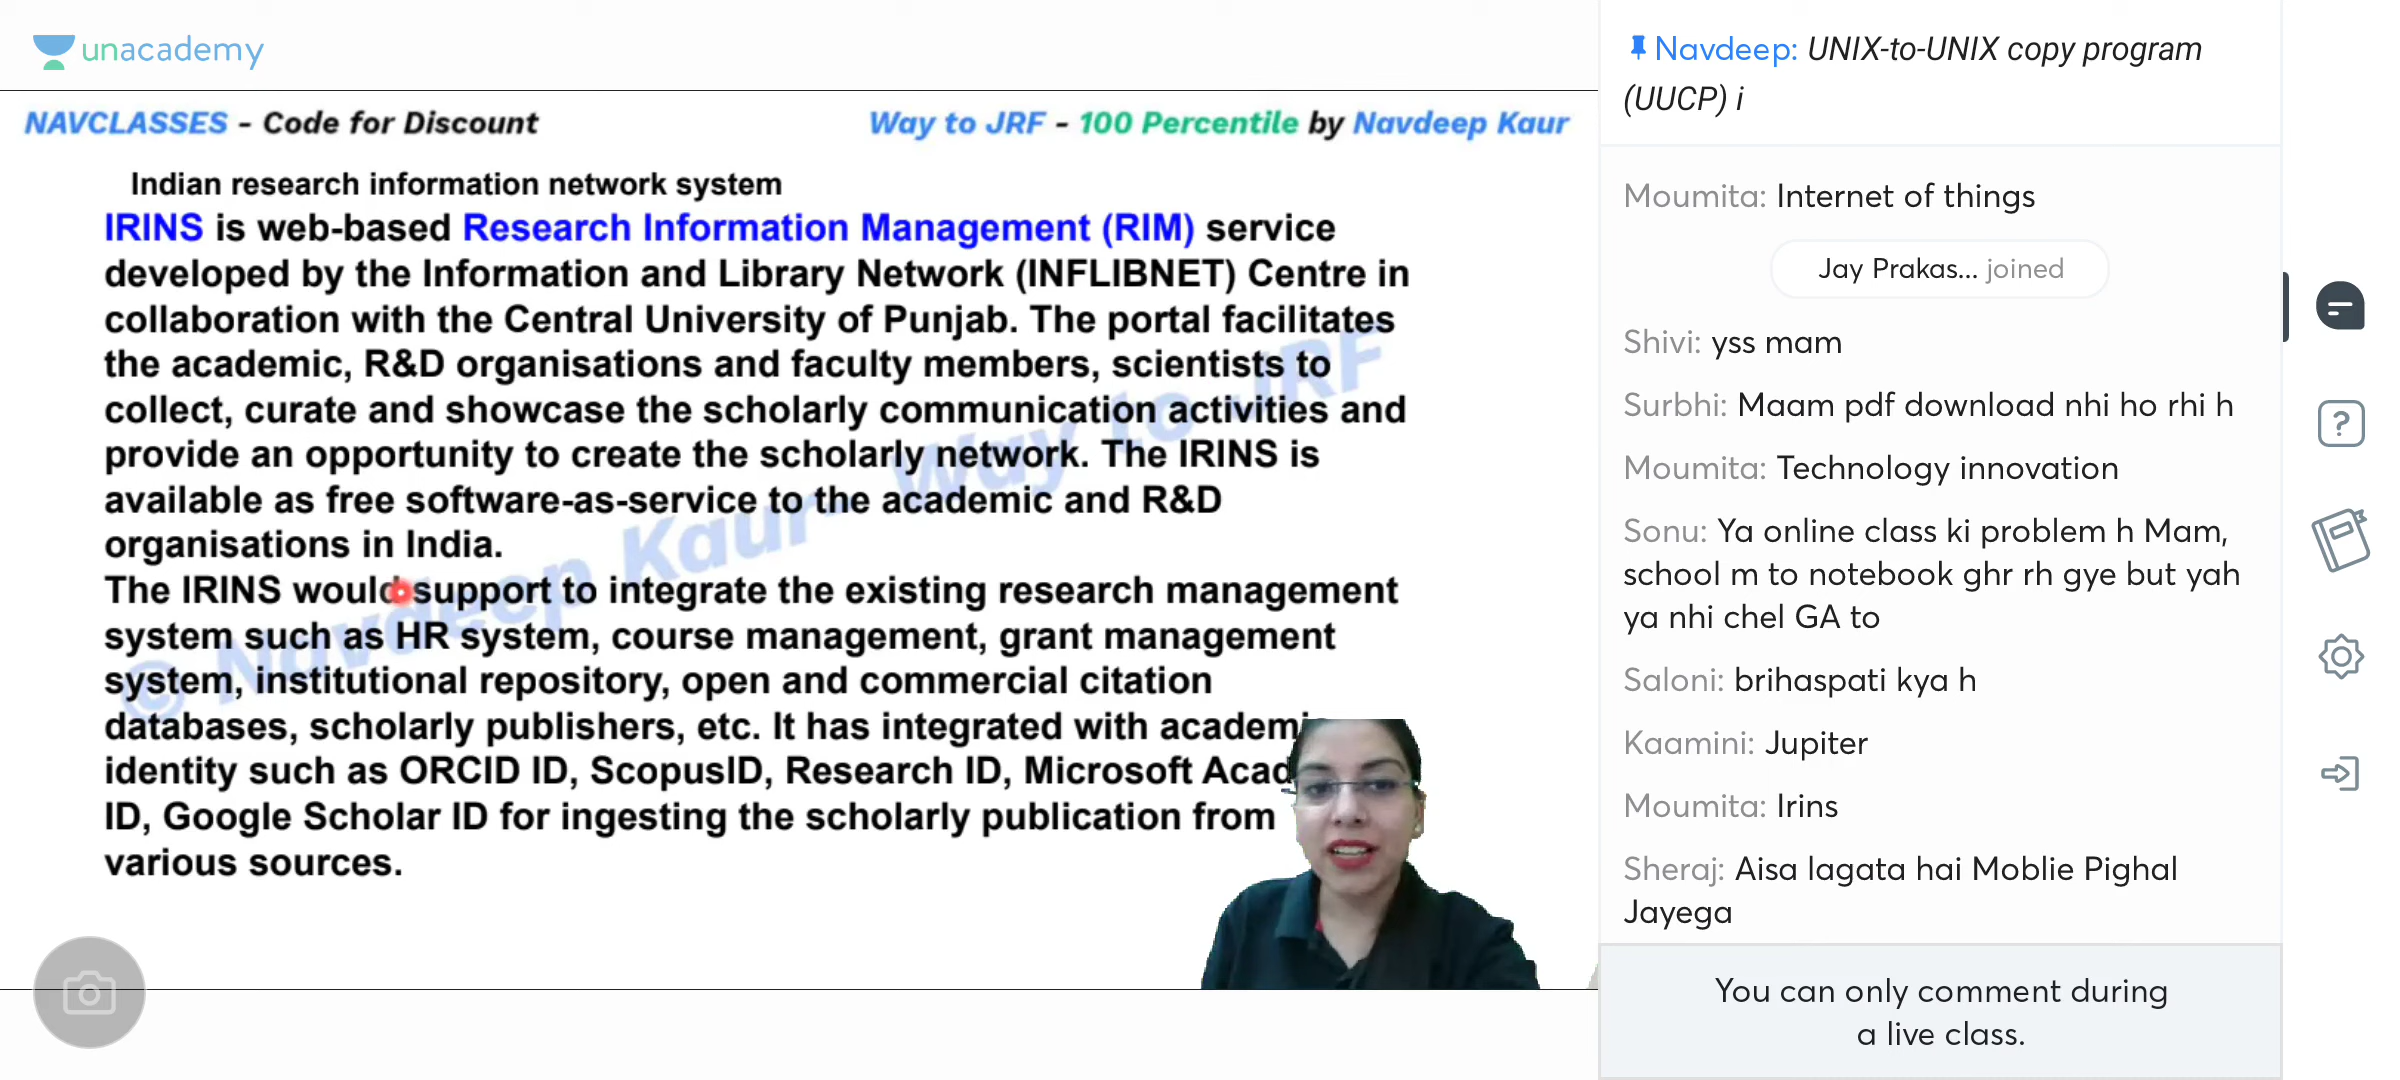 unacademy
NAVCLASSES - Code for Discount
Way to JRF - 100 Percentile by Navdeep Kaur
Indian research information network system
IRINS is web-based Research Information Management (RIM) service
developed by the Information and Library Network (INFLIBNET) Centre in
collaboration with the Central University of Punjab. The portal facilitates
the academic, R&D organisations and faculty members, scientists to
collect, curate and showcase the scholarly communication activities and
provide an opportunity to create the scholarly network. The IRINS is
available as free software-as-service to the academic and R&D
organisations in India.
The IRINS would support to integrate the existing research management
system such as HR system, course management, grant management
system, institutional repository, open and commercial citation
databases, scholarly publishers, etc. It has integrated with academi
identity such as ORCID ID, ScopusID, Research ID, Microsoft Acad
ID, Google Scholar ID for ingesting the scholarly publication from
various sources.
© Navdeep Kaur- Way to JRF
Navdeep: UNIX-to-UNIX copy program
(UUCP) i
Moumita: Internet of things
Jay Prakas... joined
Shivi: yss mam
Surbhi: Maam pdf download nhi ho rhi h
Moumita: Technology innovation
Sonu: Ya online class ki problem h Mam,
school m to notebook ghr rh gye but yah
ya nhi chel GA to
Saloni: brihaspati kya h
Kaamini: Jupiter
Moumita: Irins
Sheraj: Aisa lagata hai Moblie Pighal
Jayega
You can only comment during
a live class.